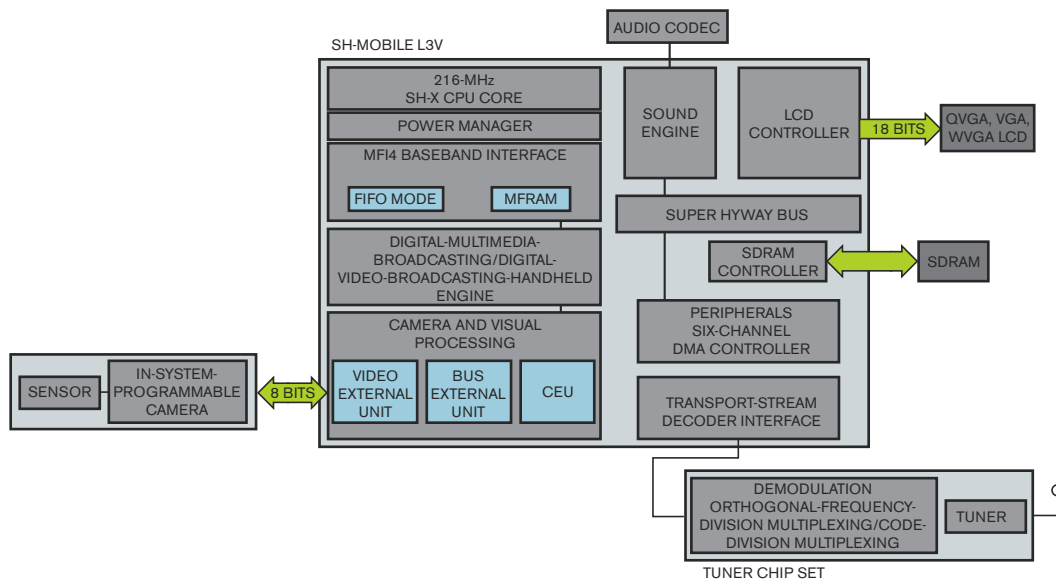 AUDIO CODEC
SH-MOBILE L3V
216-MHz
SH-X CPU CORE
POWER MANAGER
MFI4 BASEBAND INTERFACE
FIFO MODE
MFRAM
DIGITAL-MULTIMEDIA-
BROADCASTING/DIGITAL-
VIDEO-BROADCASTING-HANDHELD
ENGINE
CAMERA AND VISUAL
PROCESSING
VIDEO
EXTERNAL
UNIT
BUS
EXTERNAL
UNIT
CEU
SOUND
ENGINE
LCD
CONTROLLER
18 BITS
QVGA, VGA,
WVGA LCD
SUPER HYWAY BUS
SDRAM
CONTROLLER
SDRAM
PERIPHERALS
SIX-CHANNEL
DMA CONTROLLER
TRANSPORT-STREAM
DECODER INTERFACE
SENSOR
IN-SYSTEM-
PROGRAMMABLE
CAMERA
8 BITS
DEMODULATION
ORTHOGONAL-FREQUENCY-
DIVISION MULTIPLEXING/CODE-
DIVISION MULTIPLEXING
TUNER
TUNER CHIP SET